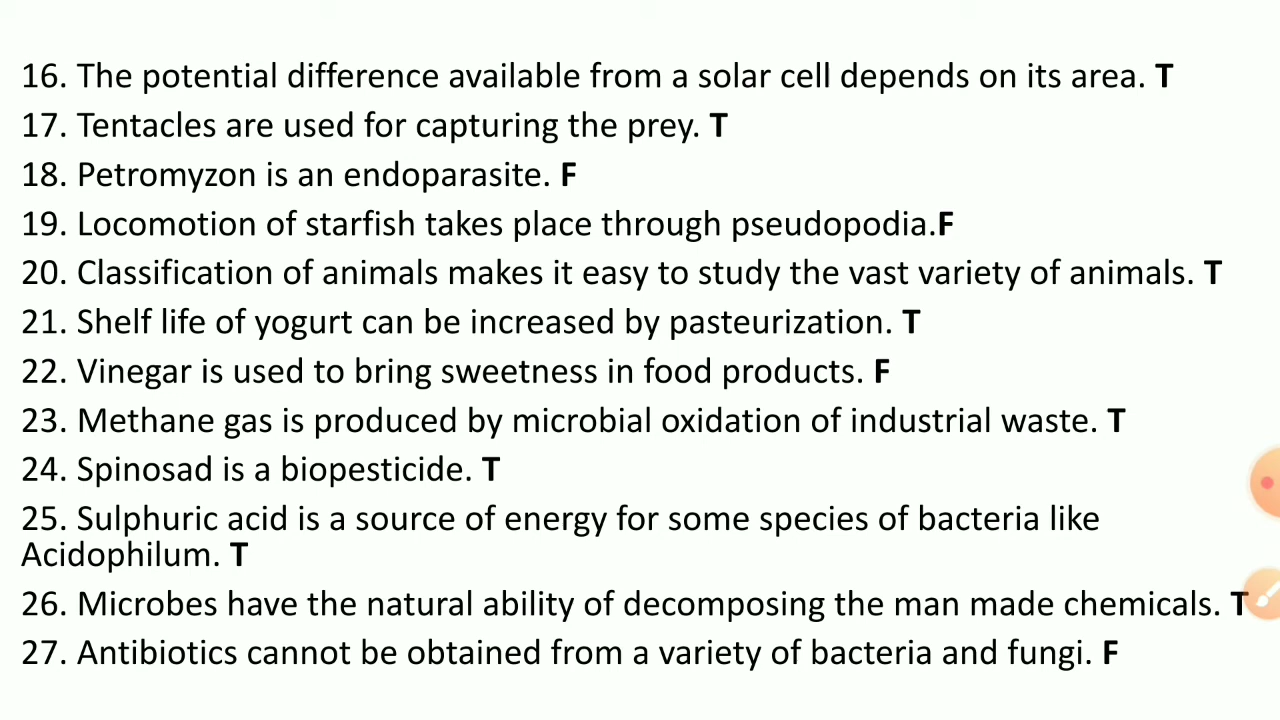 16. The potential difference available from a solar cell depends on its area. T
17. Tentacles are used for capturing the prey. T
18. Petromyzon is an endoparasite. F
19. Locomotion of starfish takes place through pseudopodia.F
20. Classification of animals makes it easy to study the vast variety of animals. T
21. Shelf life of yogurt can be increased by pasteurization. T
22. Vinegar is used to bring sweetness in food products. F
23. Methane gas is produced by microbial oxidation of industrial waste. T
24. Spinosad is a biopesticide. T
25. Sulphuric acid is a source of energy for some species of bacteria like
Acidophilum. T
26. Microbes have the natural ability of decomposing the man made chemicals. T
27. Antibiotics cannot be obtained from a variety of bacteria and fungi. F